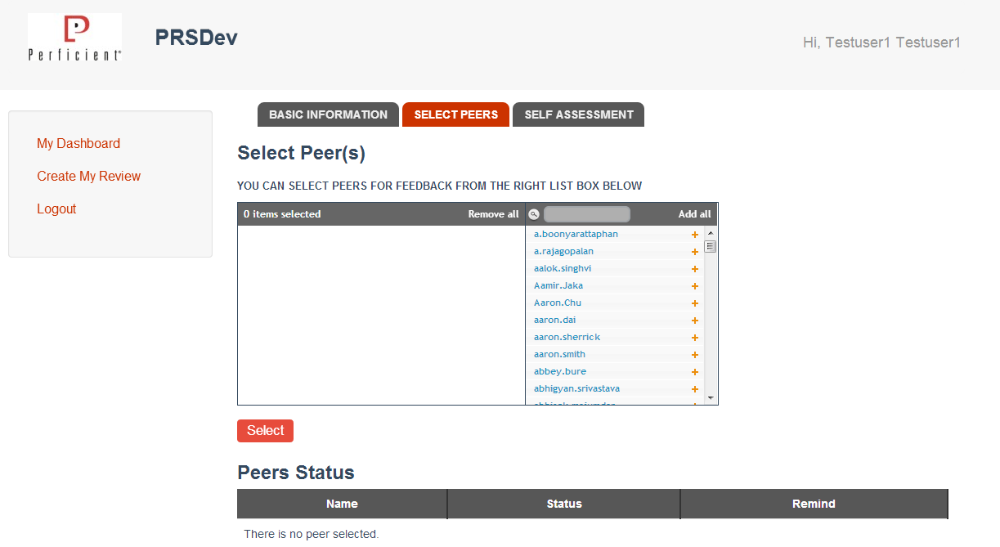 Perficient®
PRSDev
Hi, Testuser1 Testuser1
My Dashboard
Create My Review
Logout
BASIC INFORMATION
SELECT PEERS
SELF ASSESSMENT
Select Peer(s)
YOU CAN SELECT PEERS FOR FEEDBACK FROM THE RIGHT LIST BOX BELOW
0 items selected
Remove all
Add all
a.boonyarattaphan
a.rajagopalan
aalok.singhvi
Aamir.Jaka
Aaron.Chu
aaron.dai
aaron.sherrick
aaron.smith
abbey.bure
abhigyan.srivastava
Select
Peers Status
Name Status Remind
There is no peer selected.